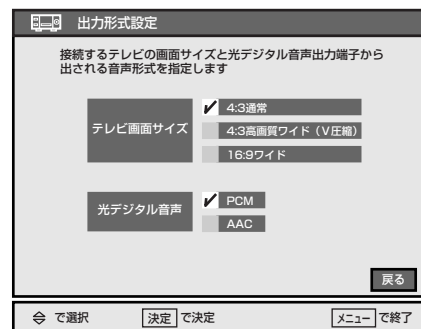 出力形式設定
接続するテレビの画面サイズと光デジタル音声出力端子から
出される音声形式を指定します
テレビ画面サイズ
4:3通常
4:3高画質ワイド（V圧縮）
16:9ワイド
光デジタル音声
PCM
AAC
戻る
で選択 決定 で決定 メニュー で終了